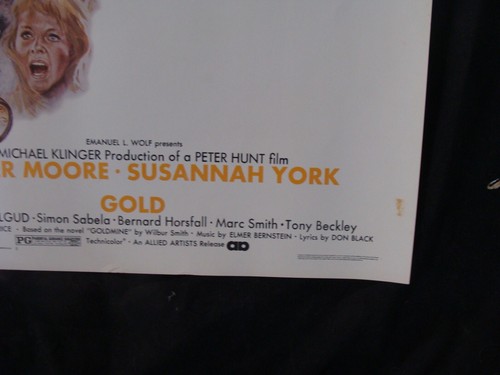 EMANUEL L. WOLF presents
MICHAEL KLINGER Production of a PETER HUNT film
R MOORE · SUSANNAH YORK
GOLD
LGUD · Simon Sabela · Bernard Horsfall · Marc Smith · Tony Beckley
ICE · Based on the novel "GOLDMINE" by Wilbur Smith · Music by ELMER BERNSTEIN · Lyrics by DON BLACK
PG Technicolor® · An ALLIED ARTISTS Release